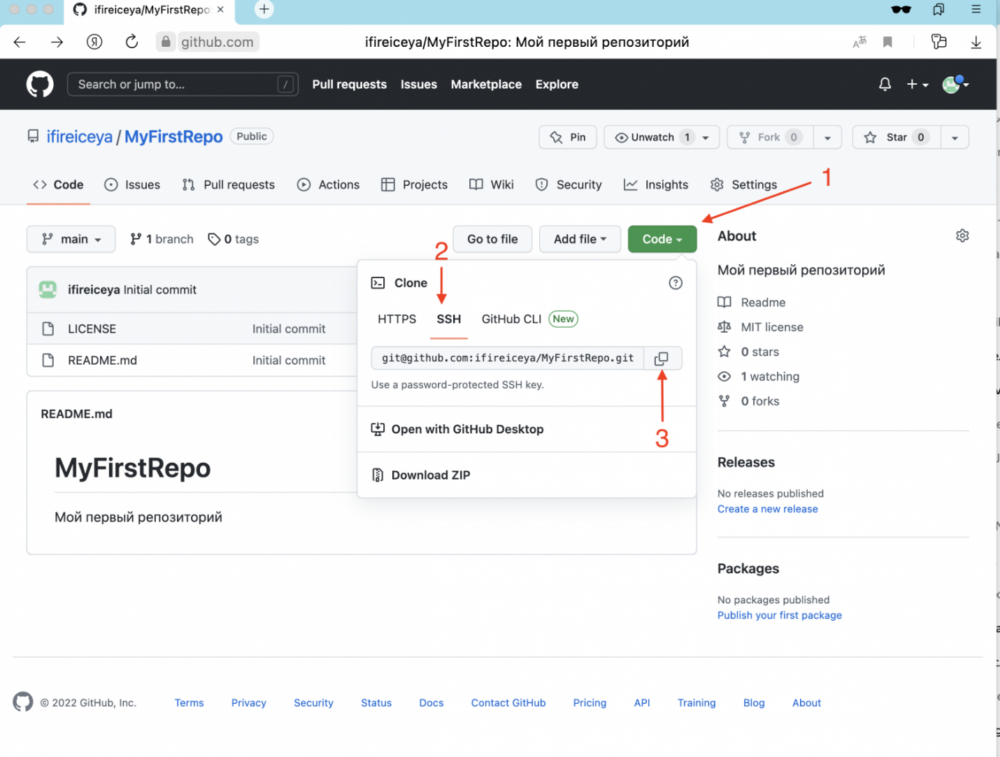 ifireiceya/MyFirstRepo
github.com
ifireiceya/MyFirstRepo: Мой первый репозиторий
Search or jump to...
/
Pull requests
Issues
Marketplace
Explore
ifireiceya / MyFirstRepo
Public
Pin
Unwatch 1
Fork 0
Star 0
1
Code
Issues
Pull requests
Actions
Projects
Wiki
Security
Insights
Settings
main
1 branch
0 tags
Go to file
Add file
Code
2
Clone
HTTPS
SSH
GitHub CLI
New
git@github.com:ifireiceya/MyFirstRepo.git
Use a password-protected SSH key.
3
Open with GitHub Desktop
Download ZIP
ifireiceya Initial commit
LICENSE
Initial commit
README.md
Initial commit
README.md
MyFirstRepo
Мой первый репозиторий
About
Мой первый репозиторий
Readme
MIT license
0 stars
1 watching
0 forks
Releases
No releases published
Create a new release
Packages
No packages published
Publish your first package
© 2022 GitHub, Inc.
Terms
Privacy
Security
Status
Docs
Contact GitHub
Pricing
API
Training
Blog
About